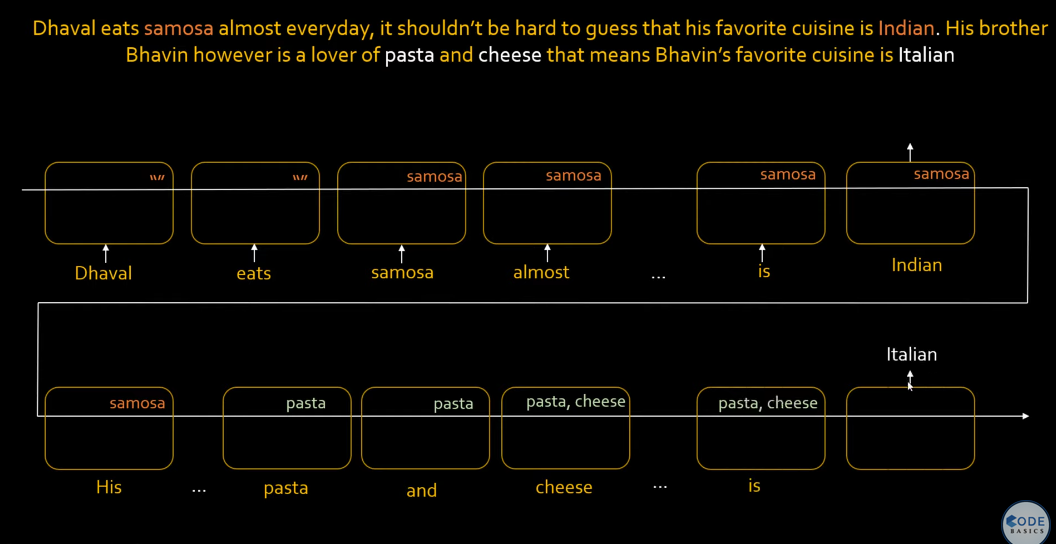 Dhaval eats samosa almost everyday, it shouldn't be hard to guess that his favorite cuisine is Indian. His brother
Bhavin however is a lover of pasta and cheese that means Bhavin's favorite cuisine is Italian
"" "" samosa samosa samosa samosa
Dhaval eats samosa almost ... is Indian
Italian
samosa pasta pasta pasta, cheese pasta, cheese
His ... pasta and cheese ... is
CODE
BASICS